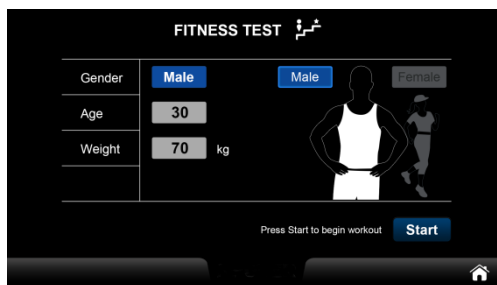 FITNESS TEST
Gender Male Male Female
Age 30
Weight 70 kg
Press Start to begin workout Start